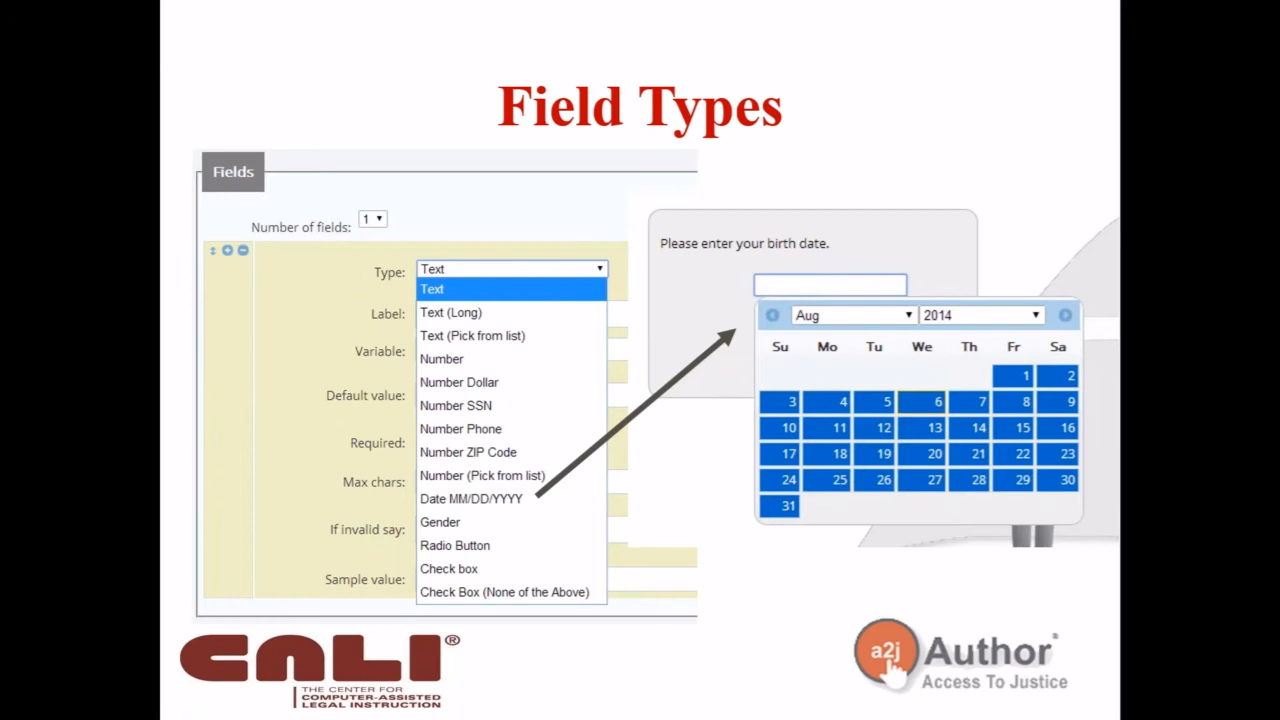 Field Types
Fields
Number of fields: 1
Type: Text
Text
Label:
Text (Long)
Text (Pick from list)
Variable:
Number
Number Dollar
Default value:
Number SSN
Number Phone
Required:
Number ZIP Code
Number (Pick from list)
Max chars:
Date MM/DD/YYYY
Gender
If invalid say:
Radio Button
Check box
Sample value:
Check Box (None of the Above)
Please enter your birth date.
Aug 2014
Su Mo Tu We Th Fr Sa
1 2
3 4 5 6 7 8 9
10 11 12 13 14 15 16
17 18 19 20 21 22 23
24 25 26 27 28 29 30
31
CALI®
THE CENTER FOR
COMPUTER-ASSISTED
LEGAL INSTRUCTION
a2j Author
Access To Justice